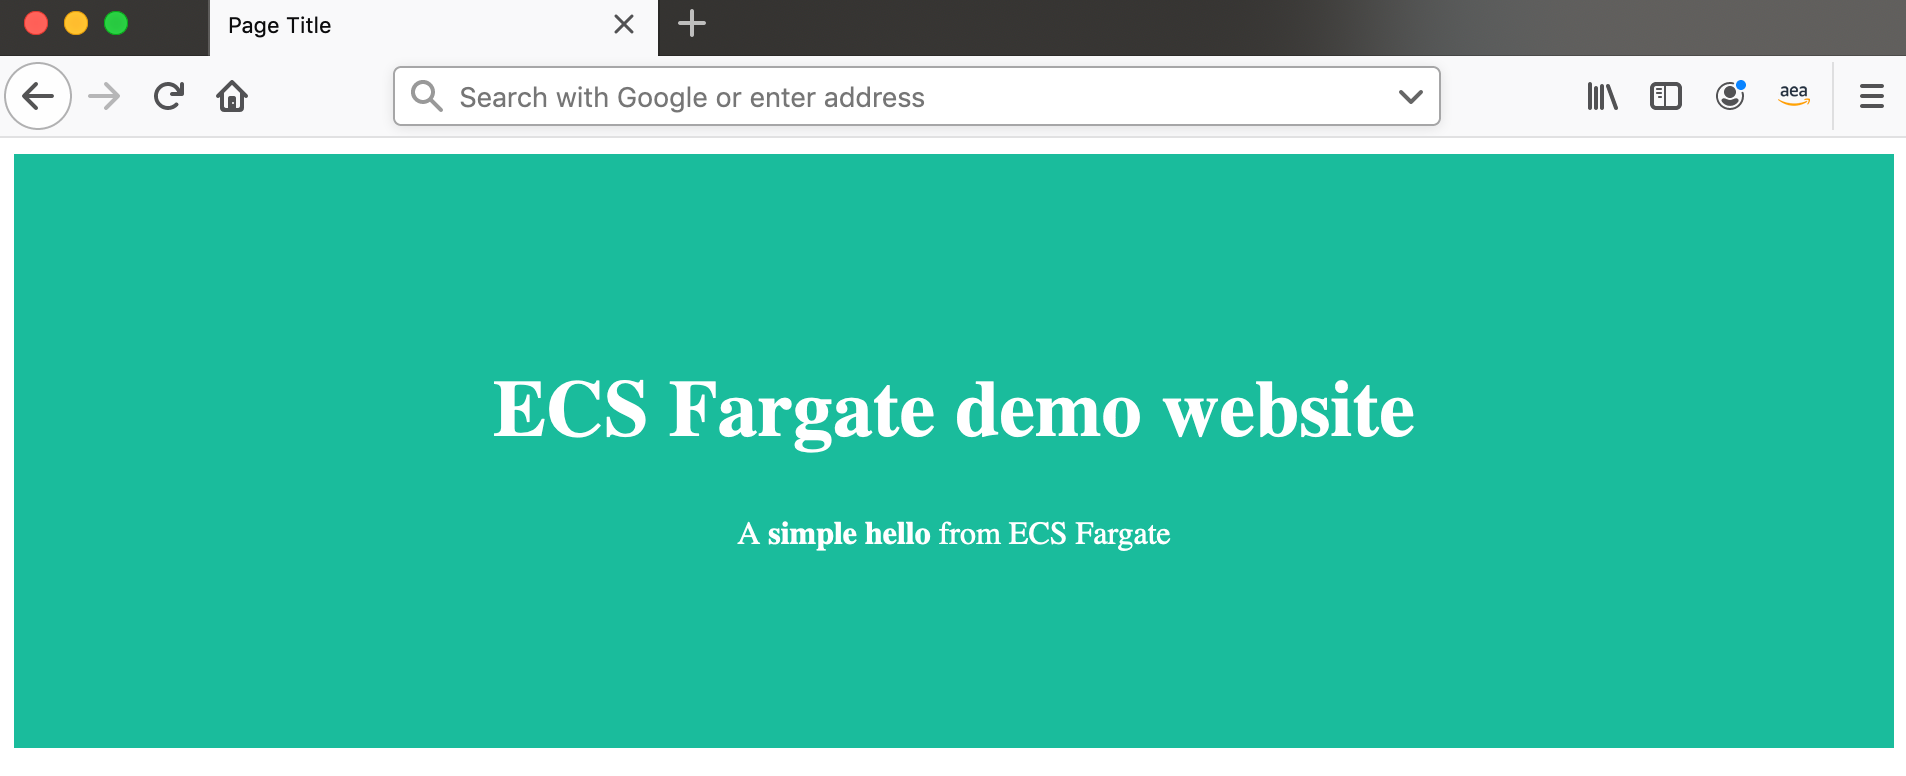 Page Title
Search with Google or enter address
aea
ECS Fargate demo website
A simple hello from ECS Fargate